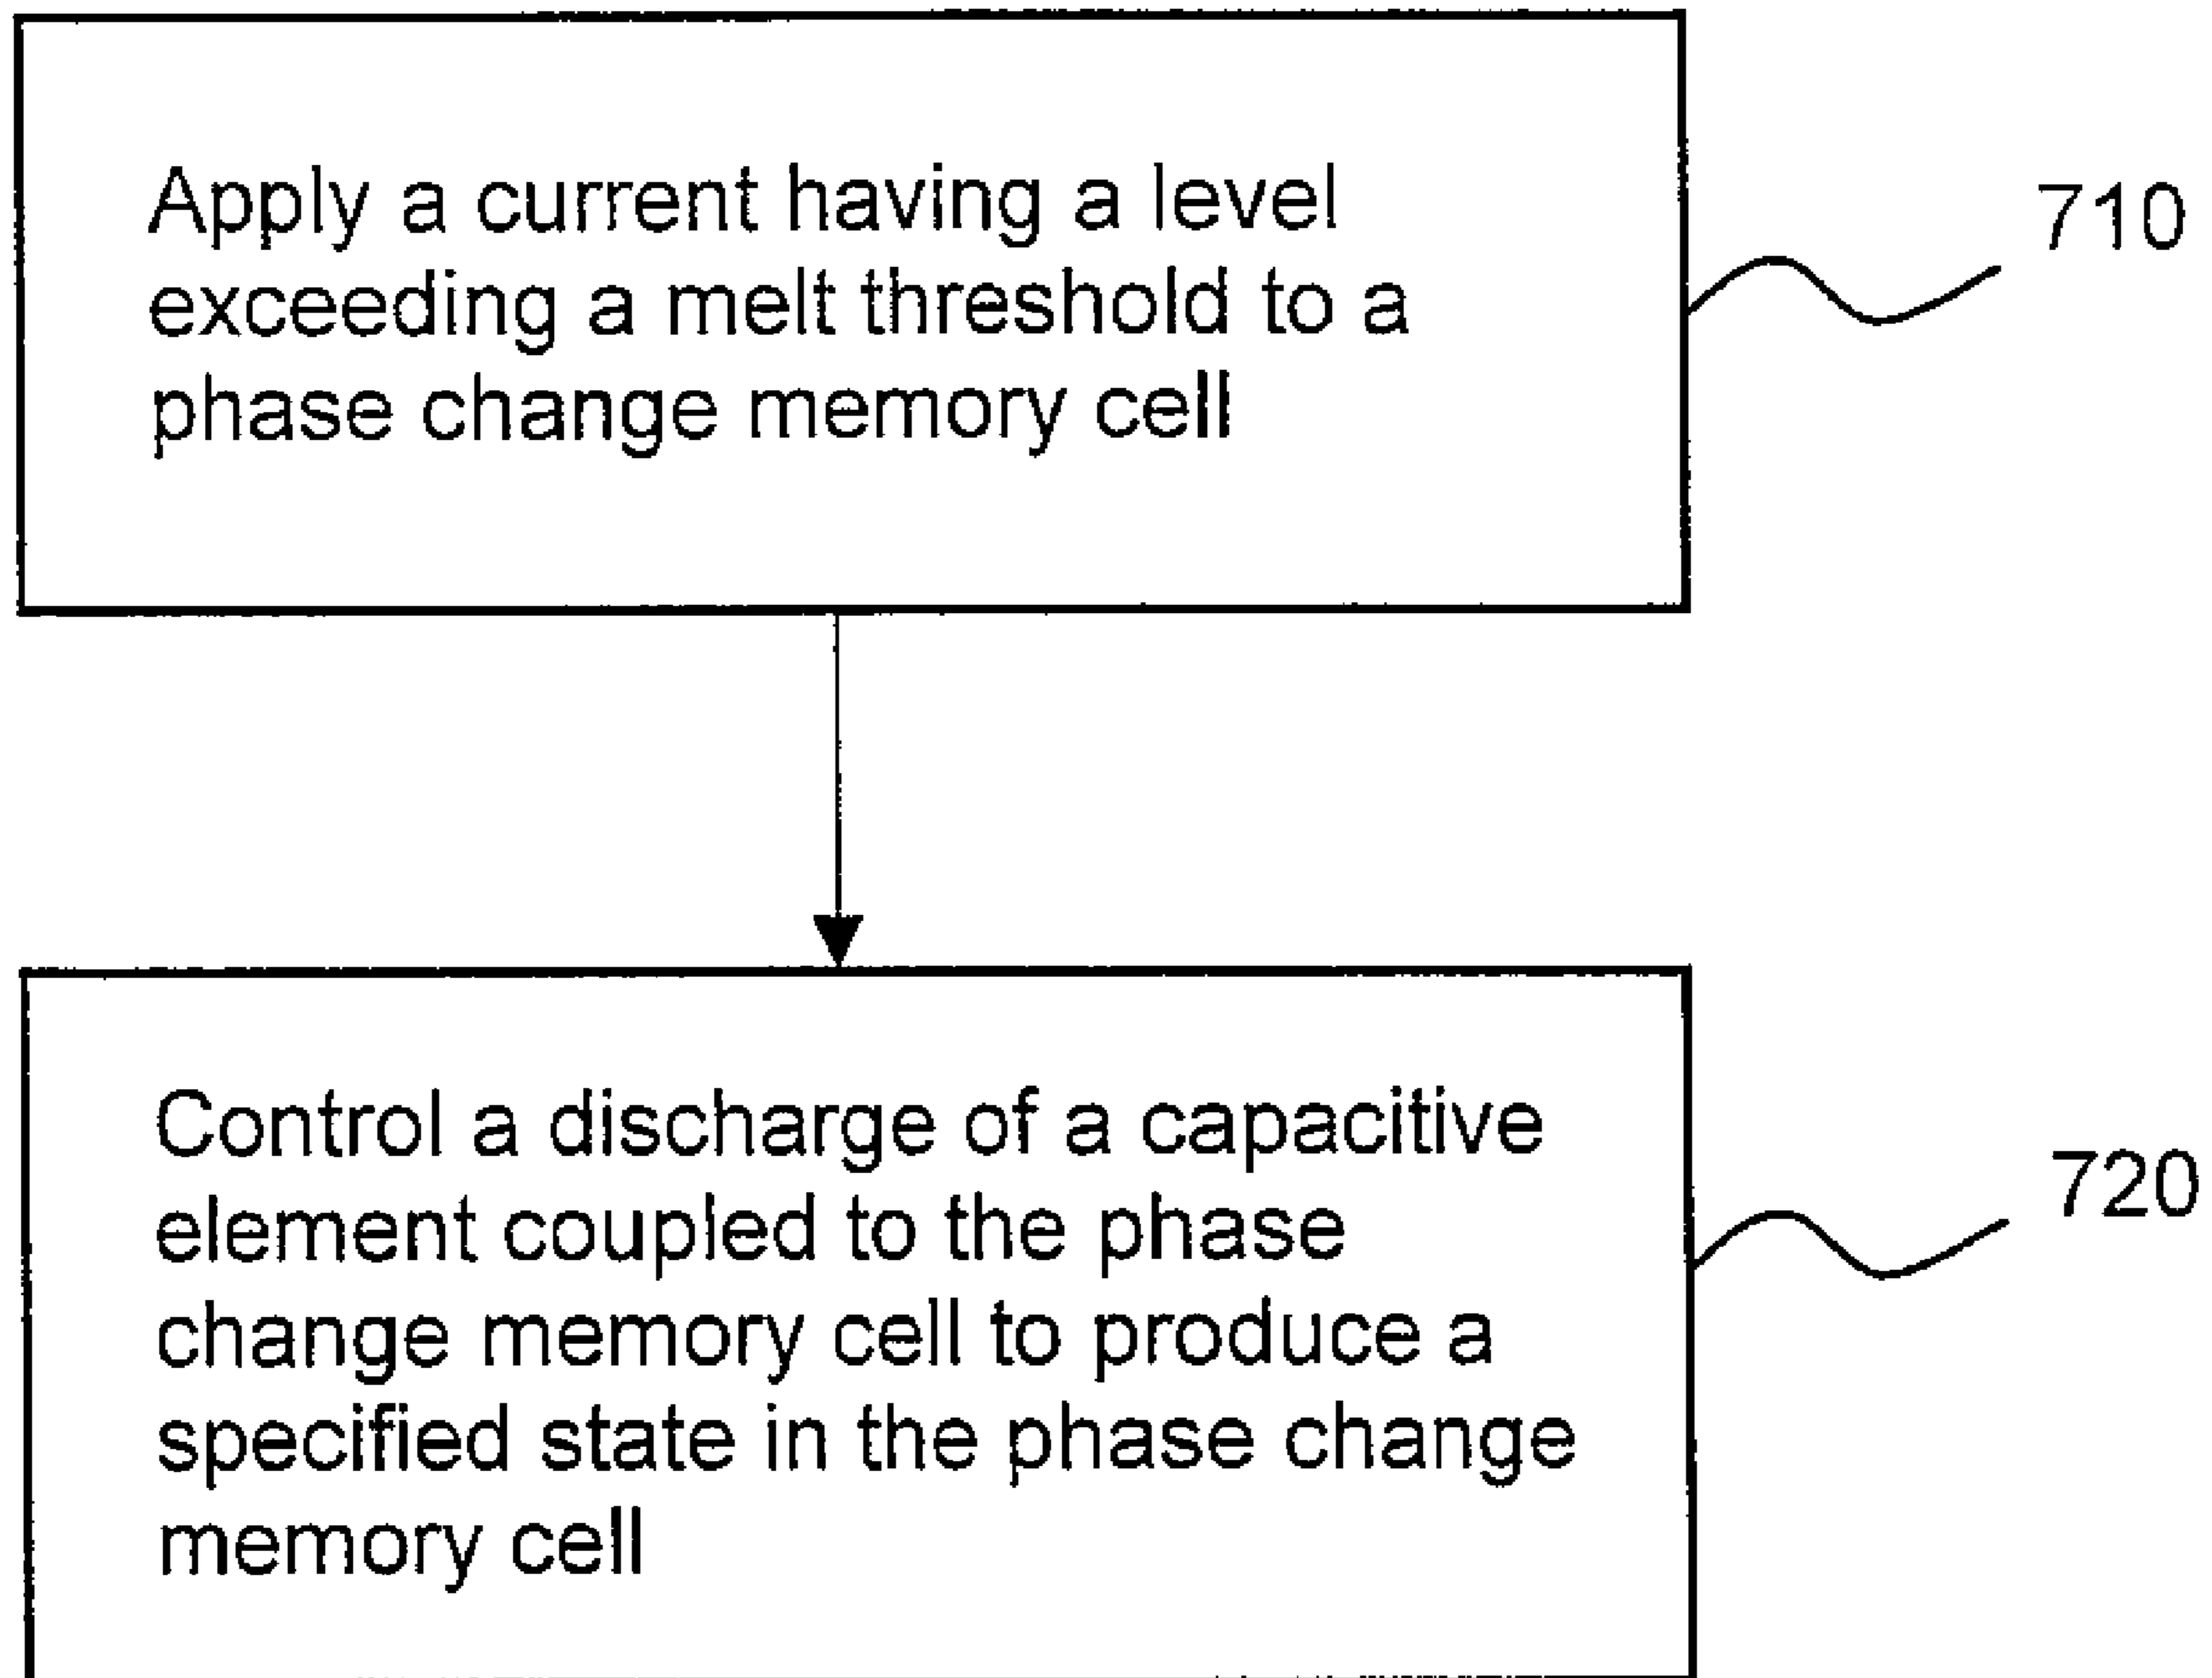 Apply a current having a level
exceeding a melt threshold to a
phase change memory cell
710
Control a discharge of a capacitive
element coupled to the phase
change memory cell to produce a
specified state in the phase change
memory cell
720